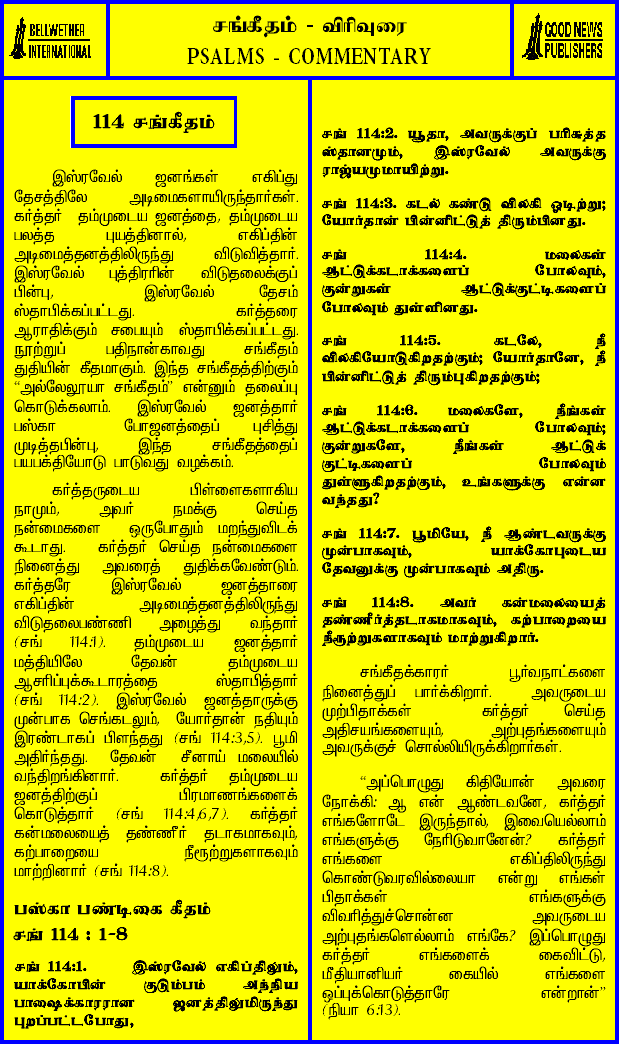 BELLWETHER
INTERNATIONAL
சங்கீதம் - விரிவுரை
PSALMS - COMMENTARY
GOOD NEWS
PUBLISHERS
114 சங்கீதம்
இஸ்ரவேல் ஜனங்கள் எகிப்து
தேசத்திலே அடிமைகளாயிருந்தார்கள்.
கர்த்தர் தம்முடைய ஜனத்தை, தம்முடைய
பலத்த புயத்தினால், எகிப்தின்
அடிமைத்தனத்திலிருந்து விடுவித்தார்.
இஸ்ரவேல் புத்திரரின் விடுதலைக்குப்
பின்பு, இஸ்ரவேல் தேசம்
ஸ்தாபிக்கப்பட்டது. கர்த்தரை
ஆராதிக்கும் சபையும் ஸ்தாபிக்கப்பட்டது.
நூற்றுப் பதினான்காவது சங்கீதம்
துதியின் கீதமாகும். இந்த சங்கீதத்திற்கும்
“அல்லேலூயா சங்கீதம்” என்னும் தலைப்பு
கொடுக்கலாம். இஸ்ரவேல் ஜனத்தார்
பஸ்கா போஜனத்தைப் புசித்து
முடித்தபின்பு, இந்த சங்கீதத்தைப்
பயபக்தியோடு பாடுவது வழக்கம்.
கர்த்தருடைய பிள்ளைகளாகிய
நாமும், அவர் நமக்கு செய்த
நன்மைகளை ஒருபோதும் மறந்துவிடக்
கூடாது. கர்த்தர் செய்த நன்மைகளை
நினைத்து அவரைத் துதிக்கவேண்டும்.
கர்த்தரே இஸ்ரவேல் ஜனத்தாரை
எகிப்தின் அடிமைத்தனத்திலிருந்து
விடுதலைபண்ணி அழைத்து வந்தார்
(சங் 114:1). தம்முடைய ஜனத்தார்
மத்தியிலே தேவன் தம்முடைய
ஆசரிப்புக்கூடாரத்தை ஸ்தாபித்தார்
(சங் 114:2). இஸ்ரவேல் ஜனத்தாருக்கு
முன்பாக செங்கடலும், யோர்தான் நதியும்
இரண்டாகப் பிளந்தது (சங் 114:3,5). பூமி
அதிர்ந்தது. தேவன் சீனாய் மலையில்
வந்திறங்கினார். கர்த்தர் தம்முடைய
ஜனத்திற்குப் பிரமாணங்களைக்
கொடுத்தார் (சங் 114:4,6,7). கர்த்தர்
கன்மலையைத் தண்ணீர் தடாகமாகவும்,
கற்பாறையை நீரூற்றுகளாகவும்
மாற்றினார் (சங் 114:8).
பஸ்கா பண்டிகை கீதம்
சங் 114 : 1-8
சங் 114:1. இஸ்ரவேல் எகிப்திலும்,
யாக்கோபின் குடும்பம் அந்நிய
பாஷைக்காரரான ஜனத்திலுமிருந்து
புறப்பட்டபோது,
சங் 114:2. யூதா, அவருக்குப் பரிசுத்த
ஸ்தானமும், இஸ்ரவேல் அவருக்கு
ராஜ்யமுமாயிற்று.
சங் 114:3. கடல் கண்டு விலகி ஓடிற்று;
யோர்தான் பின்னிட்டுத் திரும்பினது.
சங் 114:4. மலைகள்
ஆட்டுக்கடாக்களைப் போலவும்,
குன்றுகள் ஆட்டுக்குட்டிகளைப்
போலவும் துள்ளினது.
சங் 114:5. கடலே, நீ
விலகியோடுகிறதற்கும்; யோர்தானே, நீ
பின்னிட்டுத் திரும்புகிறதற்கும்;
சங் 114:6. மலைகளே, நீங்கள்
ஆட்டுக்கடாக்களைப் போலவும்;
குன்றுகளே, நீங்கள் ஆட்டுக்
குட்டிகளைப் போலவும்
துள்ளுகிறதற்கும், உங்களுக்கு என்ன
வந்தது?
சங் 114:7. பூமியே, நீ ஆண்டவருக்கு
முன்பாகவும், யாக்கோபுடைய
தேவனுக்கு முன்பாகவும் அதிரு.
சங் 114:8. அவர் கன்மலையைத்
தண்ணீர்த்தடாகமாகவும், கற்பாறையை
நீரூற்றுகளாகவும் மாற்றுகிறார்.
சங்கீதக்காரர் பூர்வநாட்களை
நினைத்துப் பார்க்கிறார். அவருடைய
முற்பிதாக்கள் கர்த்தர் செய்த
அதிசயங்களையும், அற்புதங்களையும்
அவருக்குச் சொல்லியிருக்கிறார்கள்.
“அப்பொழுது கிதியோன் அவரை
நோக்கி: ஆ என் ஆண்டவனே, கர்த்தர்
எங்களோடே இருந்தால், இவையெல்லாம்
எங்களுக்கு நேரிடுவானேன்? கர்த்தர்
எங்களை எகிப்திலிருந்து
கொண்டுவரவில்லையா என்று எங்கள்
பிதாக்கள் எங்களுக்கு
விவரித்துச்சொன்ன அவருடைய
அற்புதங்களெல்லாம் எங்கே? இப்பொழுது
கர்த்தர் எங்களைக் கைவிட்டு,
மீதியானியர் கையில் எங்களை
ஒப்புக்கொடுத்தாரே என்றான்”
(நியா 6:13).